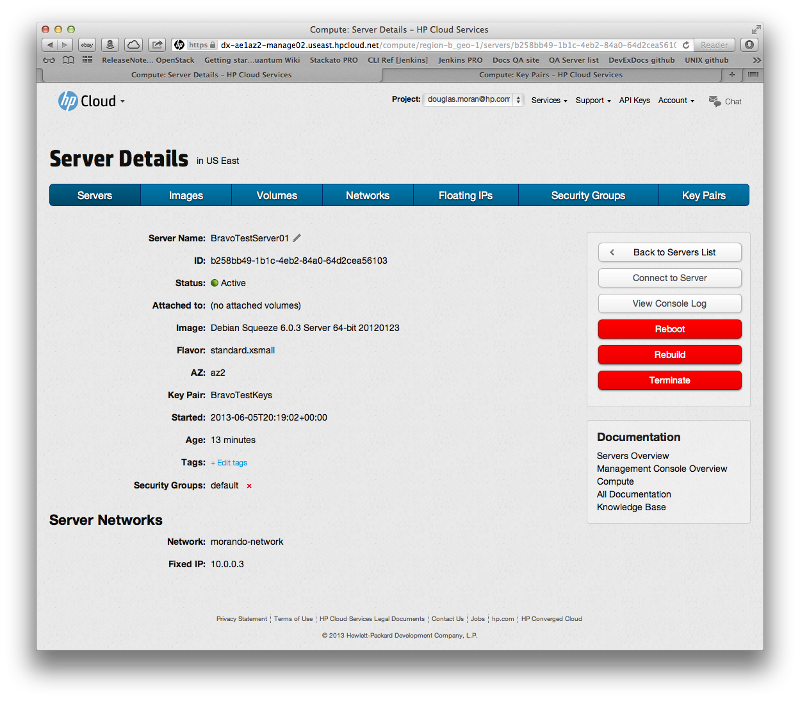 Compute: Server Details - HP Cloud Services
ebay
https dx-ae1az2-manage02.useast.hpcloud.net/compute/region-b_geo-1/servers/b258bb49-1b1c-4eb2-84a0-64d2cea5610
Reader
ReleaseNote... OpenStack Getting star...uantum Wiki Stackato PRO CLI Ref [Jenkins] Jenkins PRO Docs QA site QA Server list DevExDocs github UNIX github
Compute: Server Details - HP Cloud Services
Compute: Key Pairs - HP Cloud Services
hp Cloud
Project: douglas.moran@hp.com Services Support API Keys Account Chat
Server Details in US East
Servers Images Volumes Networks Floating IPs Security Groups Key Pairs
Server Name: BravoTestServer01
ID: b258bb49-1b1c-4eb2-84a0-64d2cea56103
Status: Active
Attached to: (no attached volumes)
Image: Debian Squeeze 6.0.3 Server 64-bit 20120123
Flavor: standard.xsmall
AZ: az2
Key Pair: BravoTestKeys
Started: 2013-06-05T20:19:02+00:00
Age: 13 minutes
Tags: + Edit tags
Security Groups: default ×
Server Networks
Network: morando-network
Fixed IP: 10.0.0.3
Back to Servers List
Connect to Server
View Console Log
Reboot
Rebuild
Terminate
Documentation
Servers Overview
Management Console Overview
Compute
All Documentation
Knowledge Base
Privacy Statement | Terms of Use | HP Cloud Services Legal Documents | Contact Us | Jobs | hp.com | HP Converged Cloud
© 2013 Hewlett-Packard Development Company, L.P.